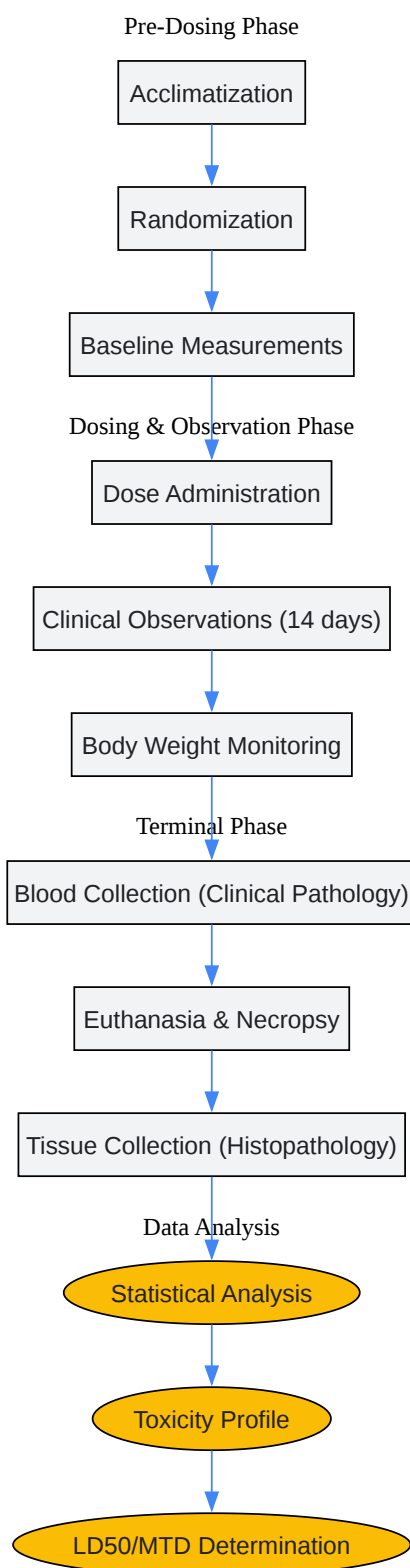 Pre-Dosing Phase
Acclimatization
Randomization
Baseline Measurements
Dosing & Observation Phase
Dose Administration
Clinical Observations (14 days)
Body Weight Monitoring
Terminal Phase
Blood Collection (Clinical Pathology)
Euthanasia & Necropsy
Tissue Collection (Histopathology)
Data Analysis
Statistical Analysis
Toxicity Profile
LD50/MTD Determination